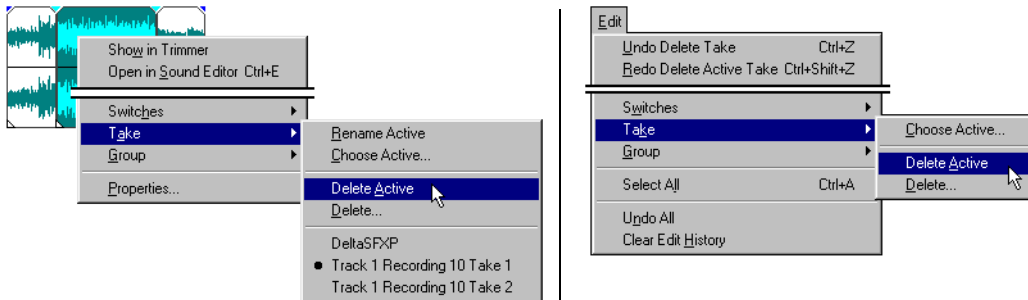 Show in Trimmer
Open in Sound Editor Ctrl+E
Switches
Take
Group
Properties...
Rename Active
Choose Active...
Delete Active
Delete...
DeltaSFXP
Track 1 Recording 10 Take 1
Track 1 Recording 10 Take 2
Edit
Undo Delete Take Ctrl+Z
Redo Delete Active Take Ctrl+Shift+Z
Switches
Take
Group
Select All Ctrl+A
Undo All
Clear Edit History
Choose Active...
Delete Active
Delete...